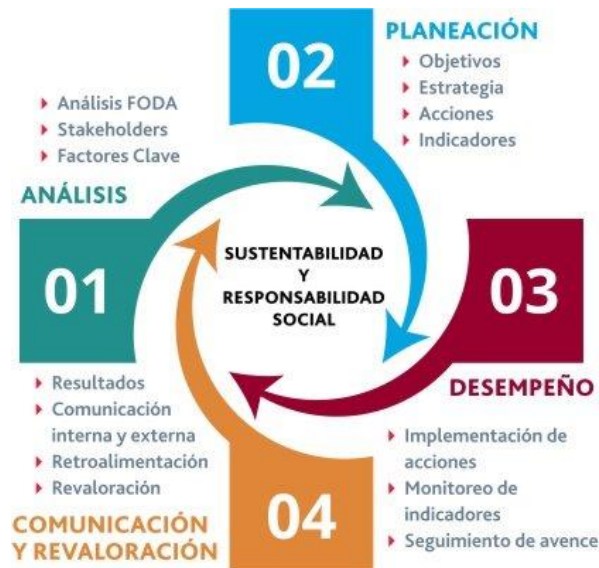 01
ANÁLISIS
Análisis FODA
Stakeholders
Factores Clave
02
PLANEACIÓN
Objetivos
Estrategia
Acciones
Indicadores
03
DESEMPEÑO
Implementación de
acciones
Monitoreo de
indicadores
Seguimiento de avence
04
COMUNICACIÓN
Y REVALORACIÓN
Resultados
Comunicación
interna y externa
Retroalimentación
Revaloración
SUSTENTABILIDAD
Y
RESPONSABILIDAD
SOCIAL